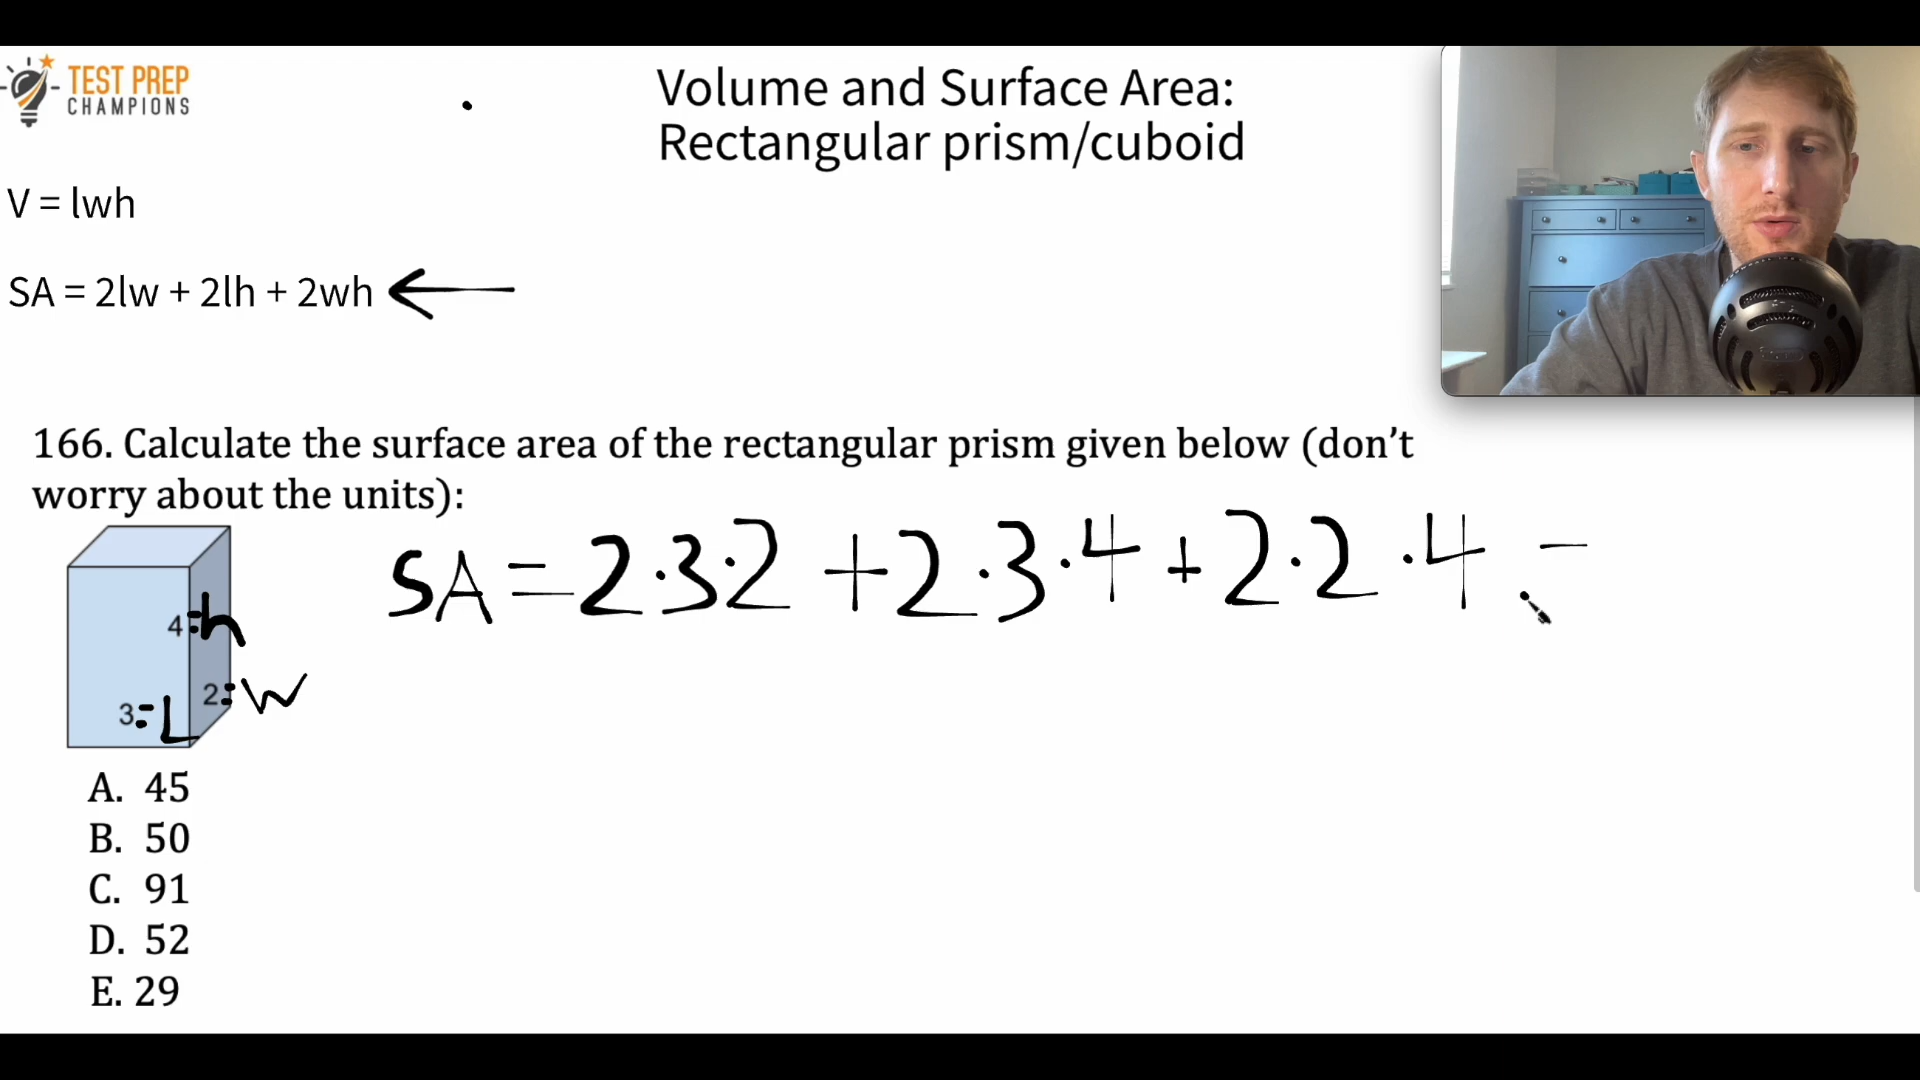 TEST PREP
CHAMPIONS
Volume and Surface Area:
Rectangular prism/cuboid
V = lwh
SA = 2lw + 2lh + 2wh
166. Calculate the surface area of the rectangular prism given below (don’t
worry about the units):
SA = 2·3·2 + 2·3·4 + 2·2·4 =
4 = h
2 = w
3 = L
A. 45
B. 50
C. 91
D. 52
E. 29